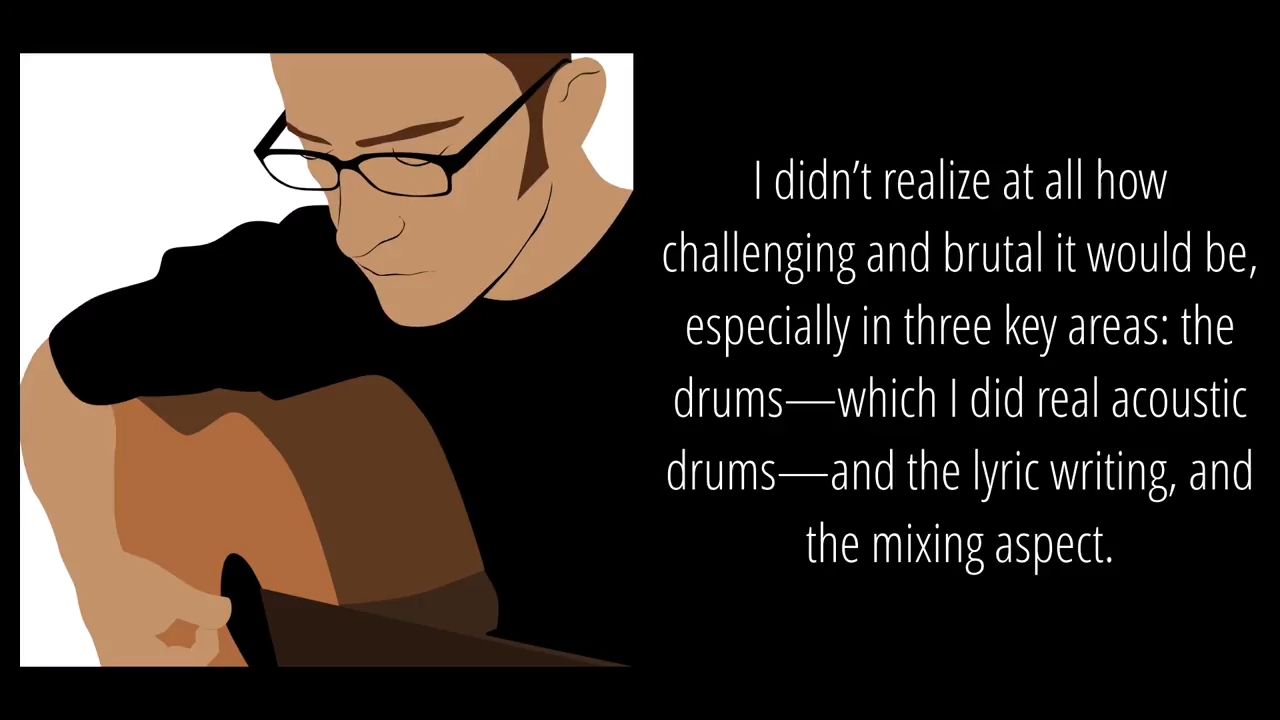 I didn’t realize at all how
challenging and brutal it would be,
especially in three key areas: the
drums—which I did real acoustic
drums—and the lyric writing, and
the mixing aspect.